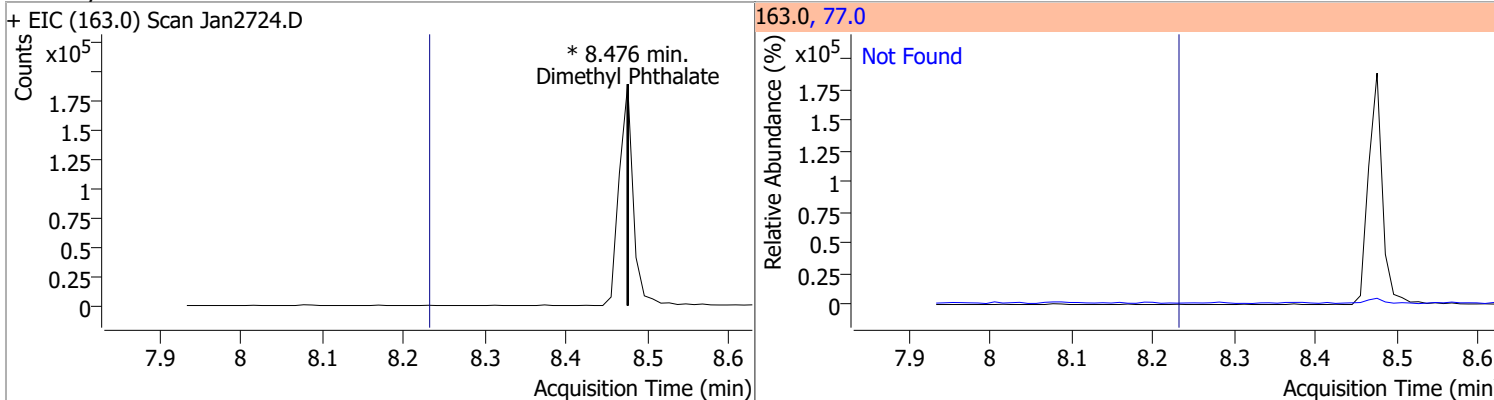 + EIC (163.0) Scan Jan2724.D
Counts
x10⁵
* 8.476 min.
Dimethyl Phthalate
1.75
1.5
1.25
1
0.75
0.5
0.25
0
7.9 8 8.1 8.2 8.3 8.4 8.5 8.6
Acquisition Time (min)
163.0, 77.0
Relative Abundance (%)
x10⁵
Not Found
1.75
1.5
1.25
1
0.75
0.5
0.25
0
7.9 8 8.1 8.2 8.3 8.4 8.5 8.6
Acquisition Time (min